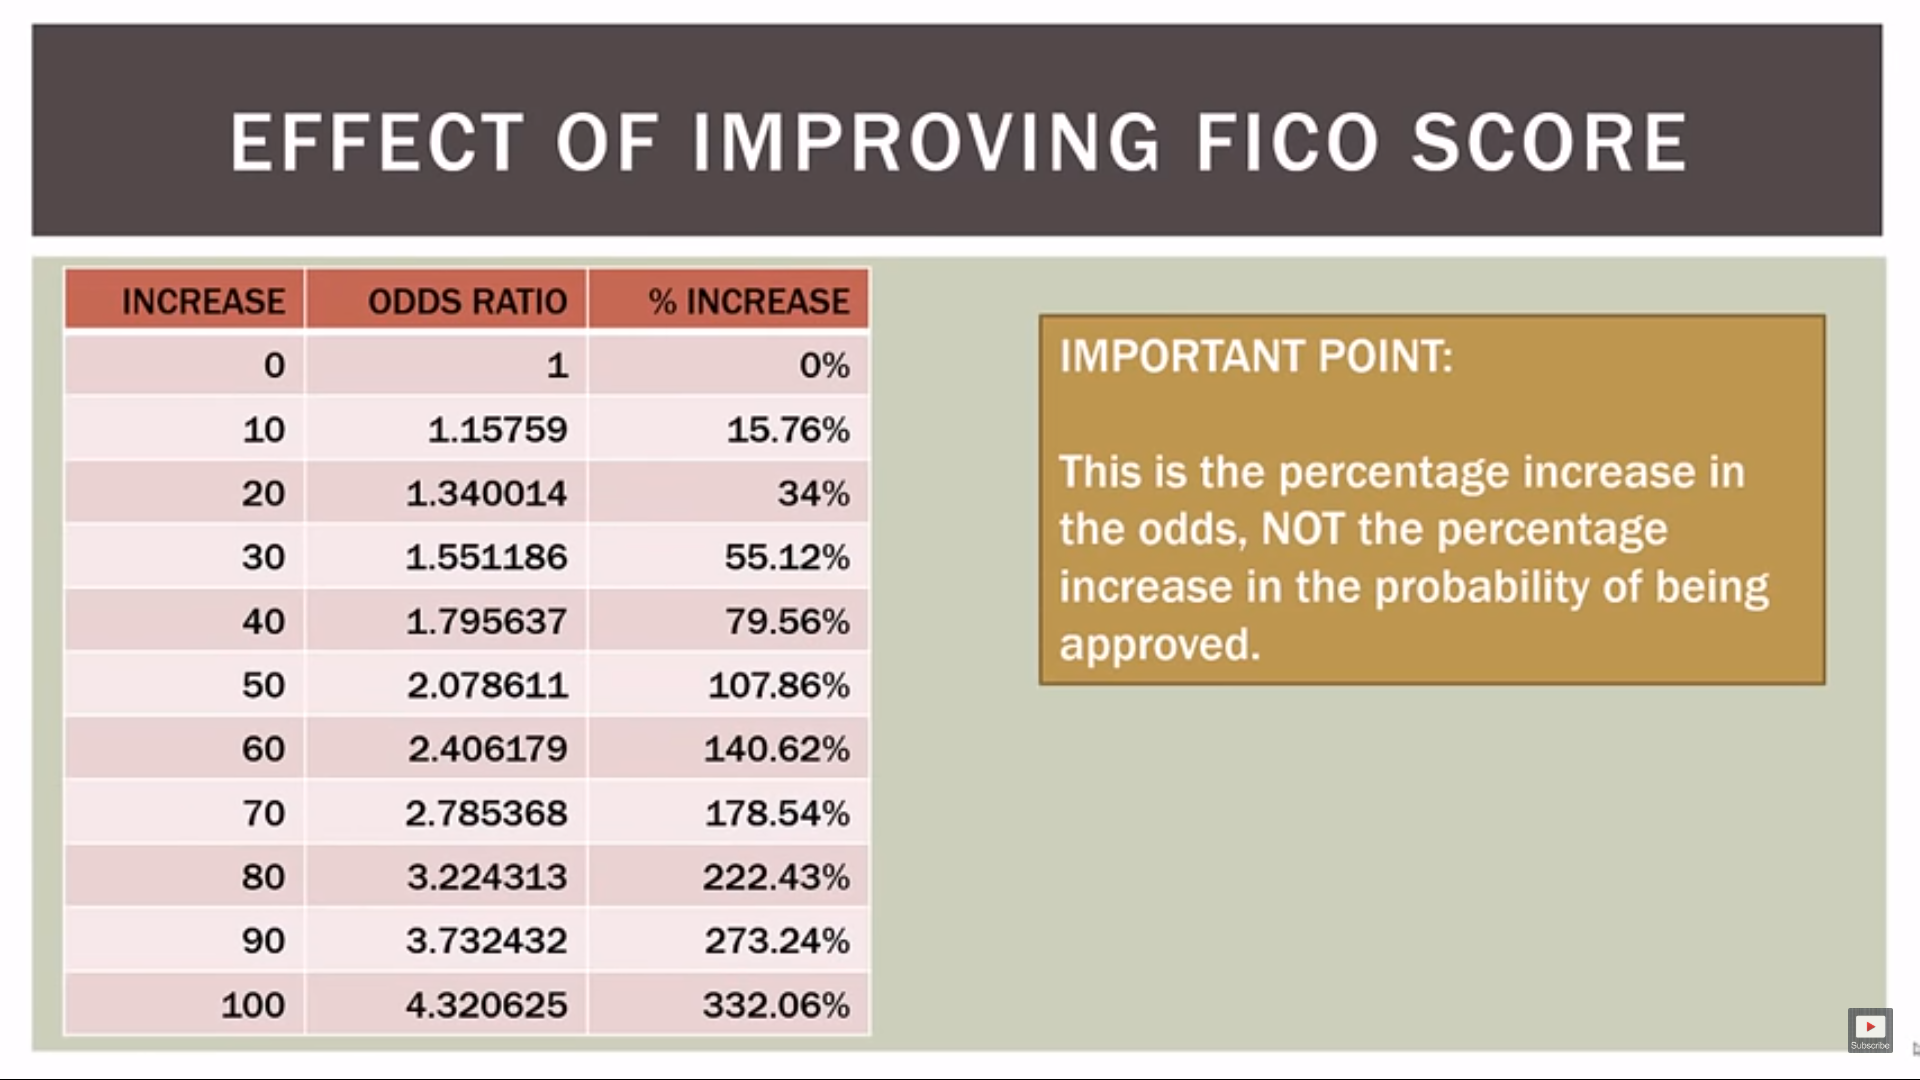 EFFECT OF IMPROVING FICO SCORE
INCREASE ODDS RATIO % INCREASE
0 1 0%
10 1.15759 15.76%
20 1.340014 34%
30 1.551186 55.12%
40 1.795637 79.56%
50 2.078611 107.86%
60 2.406179 140.62%
70 2.785368 178.54%
80 3.224313 222.43%
90 3.732432 273.24%
100 4.320625 332.06%
IMPORTANT POINT:
This is the percentage increase in
the odds, NOT the percentage
increase in the probability of being
approved.
Subscribe